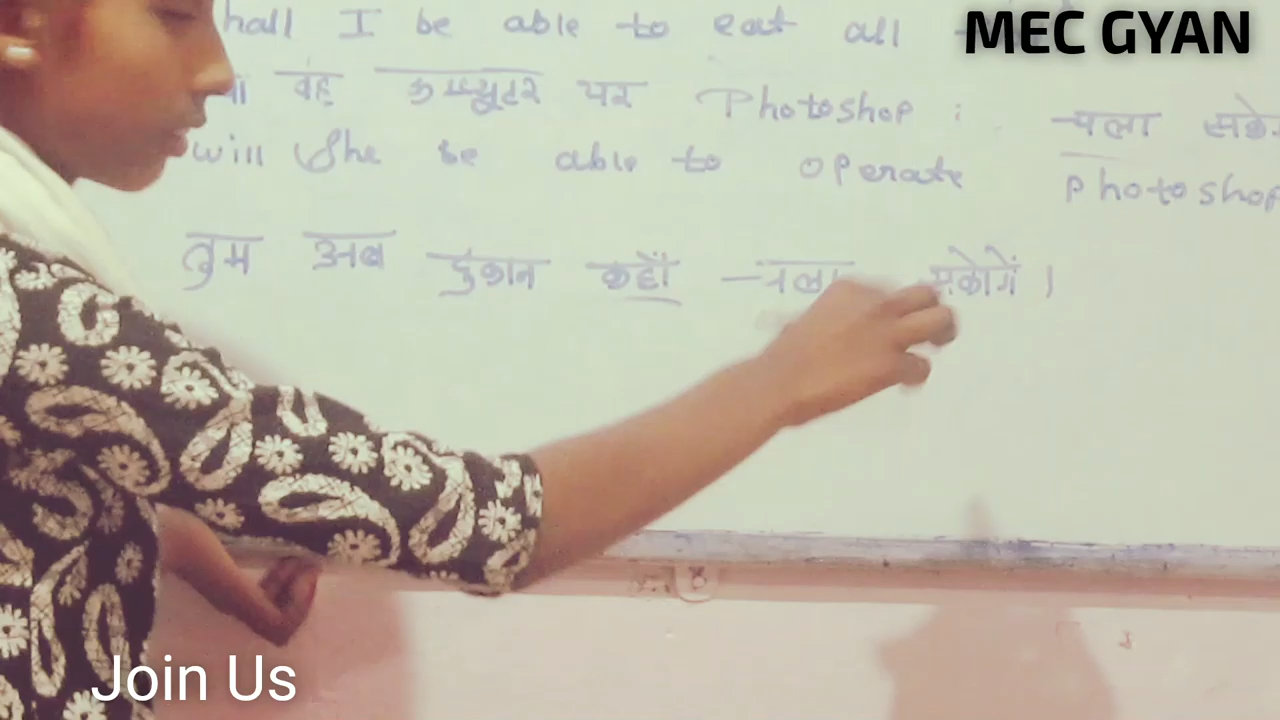 hall I be able to eat all
MEC GYAN
वह कम्प्युटर पर Photoshop चला सके
will She be able to operate Photoshop
तुम अब दुकान कहाँ चला सकोगें ।
Join Us